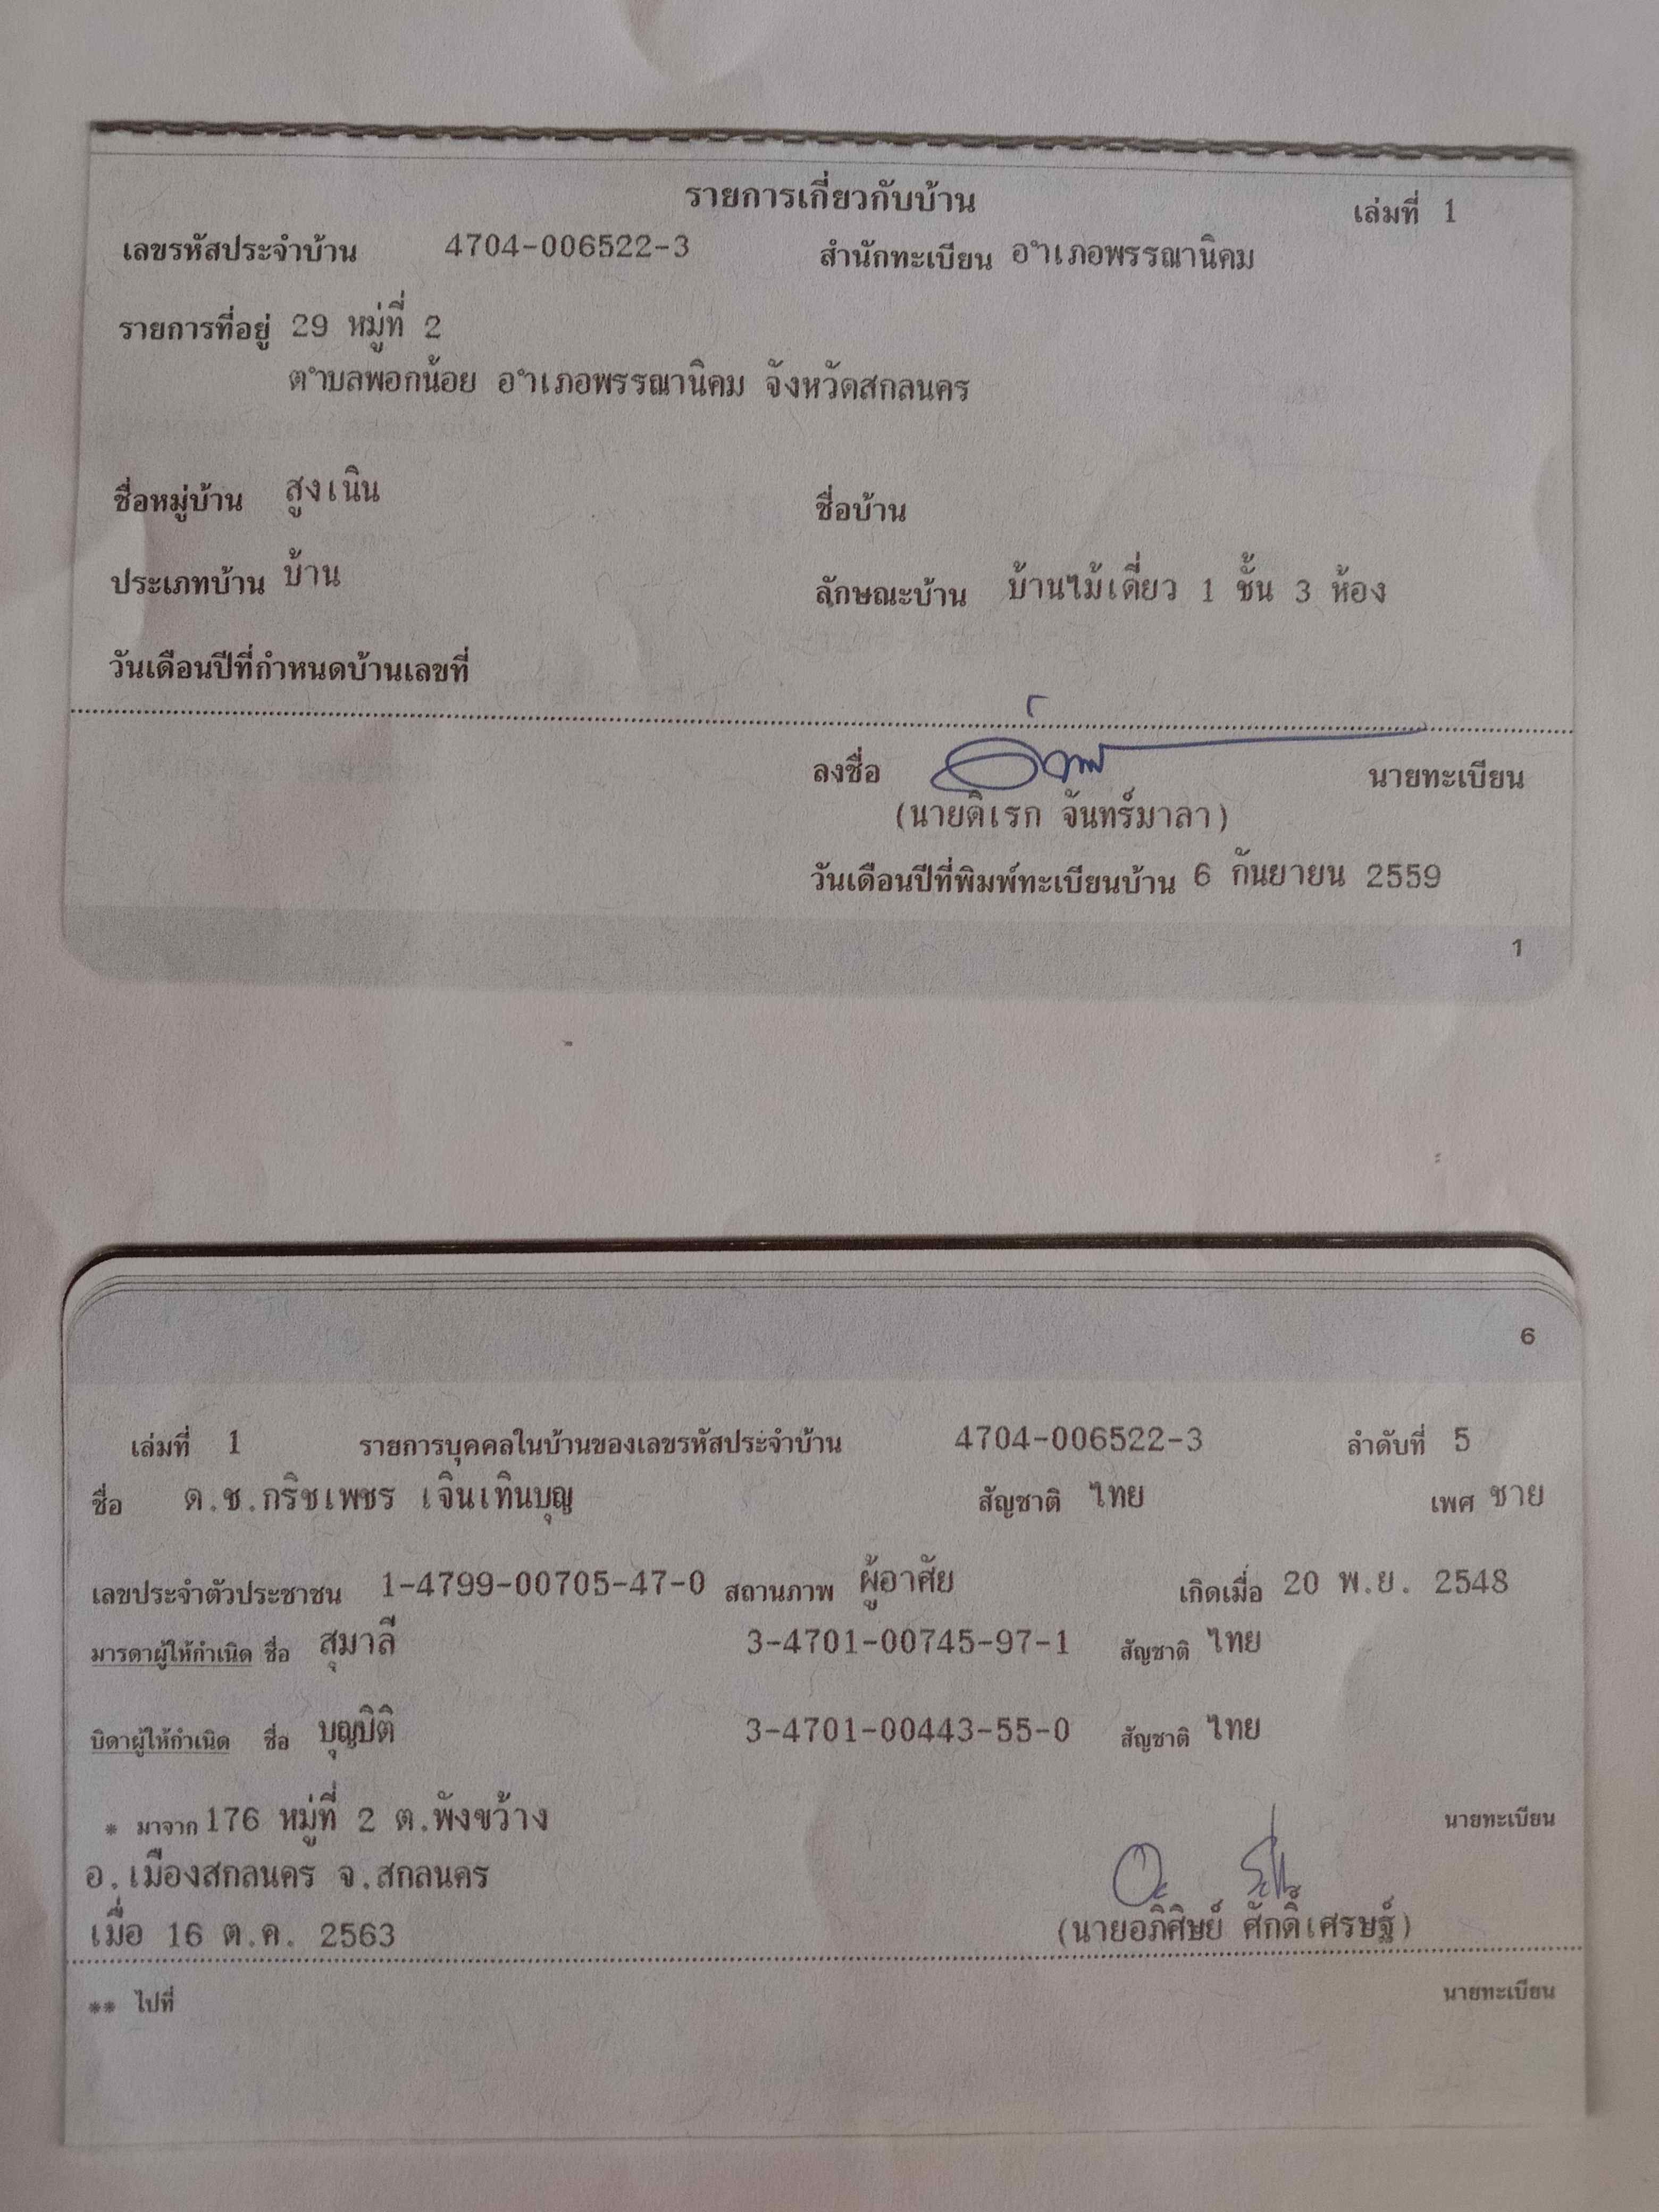 รายการเกี่ยวกับบ้าน เล่มที่ 1
เลขรหัสประจำบ้าน 4704-006522-3 สำนักทะเบียน อำเภอพรรณานิคม
รายการที่อยู่ 29 หมู่ที่ 2
ตำบลพอกน้อย อำเภอพรรณานิคม จังหวัดสกลนคร
ชื่อหมู่บ้าน สูงเนิน ชื่อบ้าน
ประเภทบ้าน บ้าน ลักษณะบ้าน บ้านไม้เดี่ยว 1 ชั้น 3 ห้อง
วันเดือนปีที่กำหนดบ้านเลขที่
ลงชื่อ นายทะเบียน
(นายดิเรก จันทร์มาลา)
วันเดือนปีที่พิมพ์ทะเบียนบ้าน 6 กันยายน 2559
1
6
เล่มที่ 1 รายการบุคคลในบ้านของเลขรหัสประจำบ้าน 4704-006522-3 ลำดับที่ 5
ชื่อ ด.ช.กริชเพชร เจินเทินบุญ สัญชาติ ไทย เพศ ชาย
เลขประจำตัวประชาชน 1-4799-00705-47-0 สถานภาพ ผู้อาศัย เกิดเมื่อ 20 พ.ย. 2548
มารดาผู้ให้กำเนิด ชื่อ สุมาลี 3-4701-00745-97-1 สัญชาติ ไทย
บิดาผู้ให้กำเนิด ชื่อ บุญปิติ 3-4701-00443-55-0 สัญชาติ ไทย
* มาจาก 176 หมู่ที่ 2 ต.พังขว้าง นายทะเบียน
อ.เมืองสกลนคร จ.สกลนคร
เมื่อ 16 ต.ค. 2563 (นายอภิศิษย์ ศักดิ์เศรษฐ์)
** ไปที่ นายทะเบียน